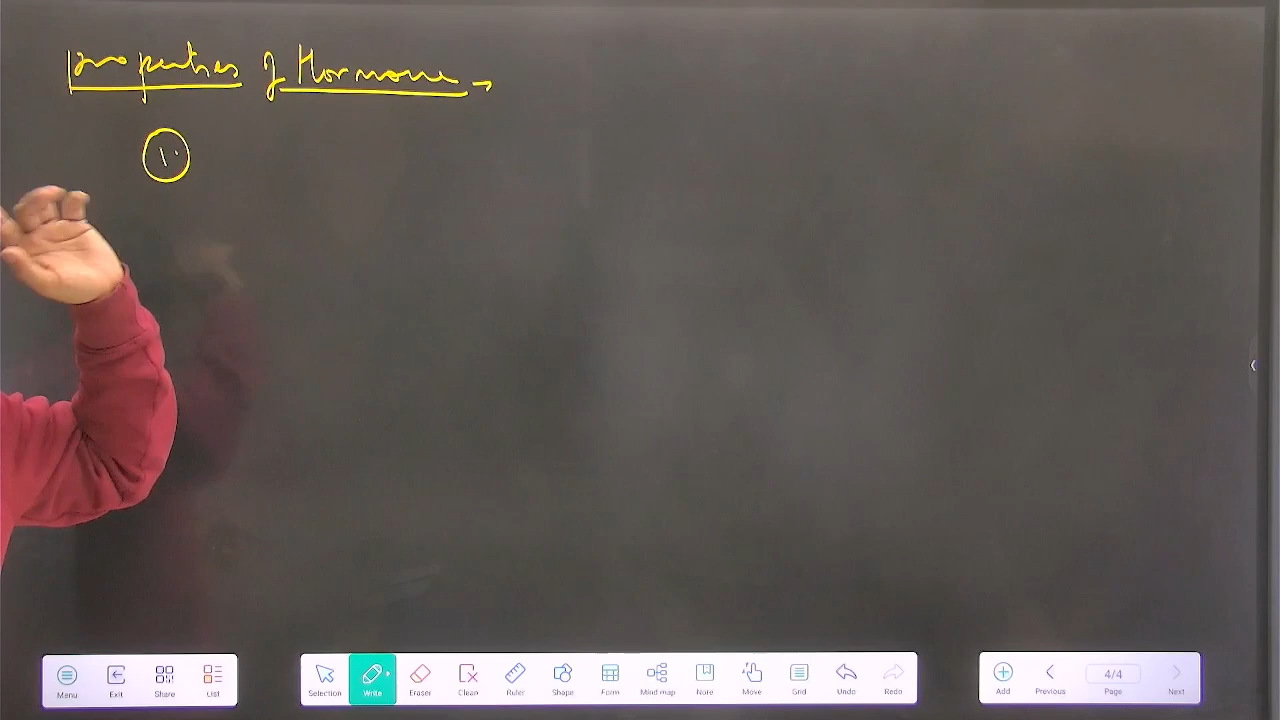 properties of Hormone →
1.
Menu Exit Share List Selection Write Eraser Clean Ruler Shape Form Mind map Note Move Grid Undo Redo Add Previous 4/4 Page Next